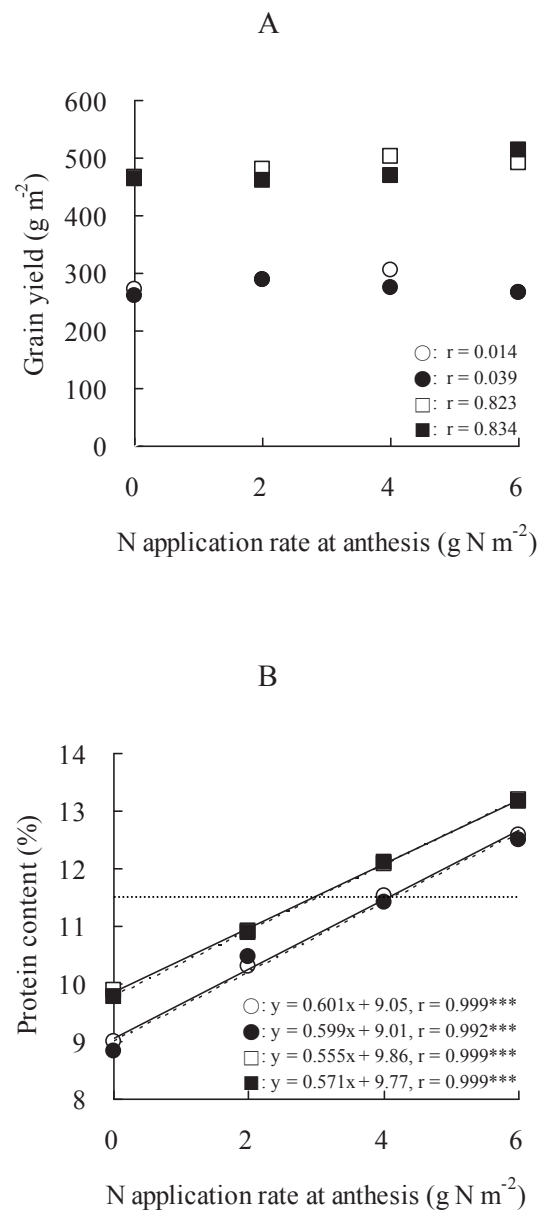 A
600
500
400
300
200
100
0
Grain yield (g m-2)
○: r = 0.014
●: r = 0.039
□: r = 0.823
■: r = 0.834
0 2 4 6
N application rate at anthesis (g N m-2)
B
14
13
12
11
10
9
8
Protein content (%)
○: y = 0.601x + 9.05, r = 0.999***
●: y = 0.599x + 9.01, r = 0.992***
□: y = 0.555x + 9.86, r = 0.999***
■: y = 0.571x + 9.77, r = 0.999***
0 2 4 6
N application rate at anthesis (g N m-2)